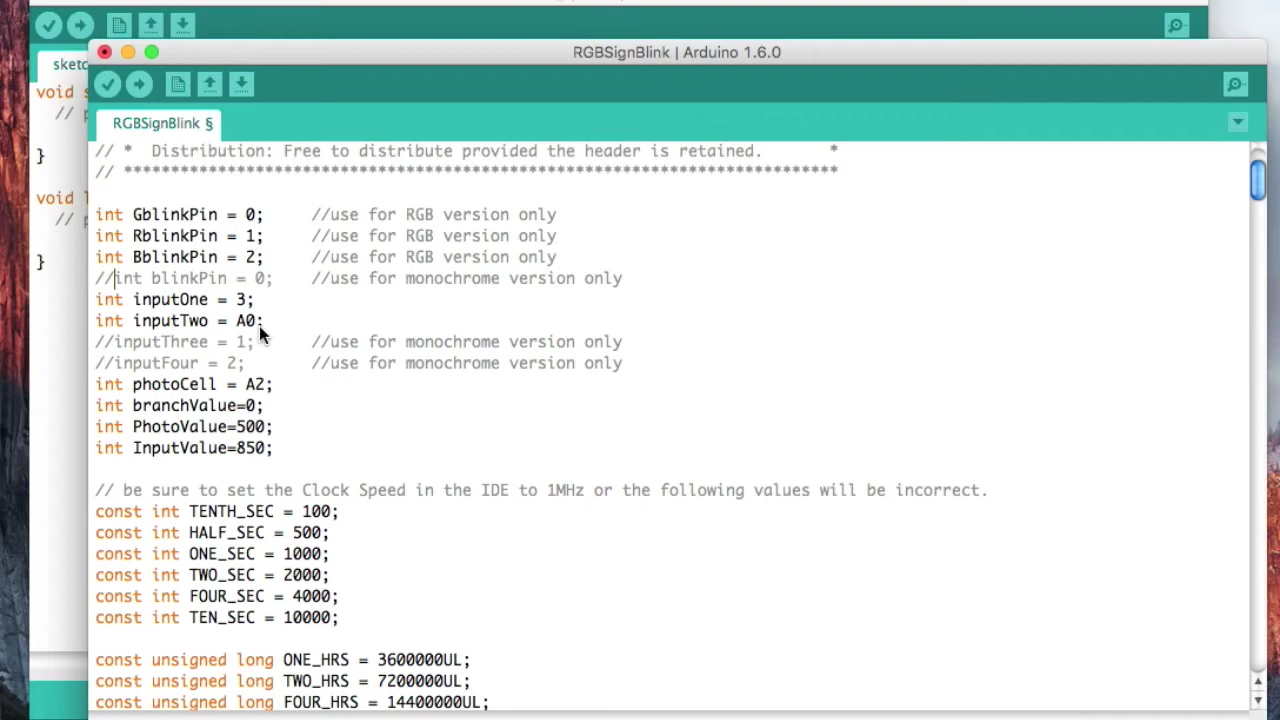 sketc
void s
// p
}
void l
// p
}
RGBSignBlink | Arduino 1.6.0
RGBSignBlink §
// *  Distribution: Free to distribute provided the header is retained.       *
// ****************************************************************************
int GblinkPin = 0;     //use for RGB version only
int RblinkPin = 1;     //use for RGB version only
int BblinkPin = 2;     //use for RGB version only
//int blinkPin = 0;    //use for monochrome version only
int inputOne = 3;
int inputTwo = A0;
//inputThree = 1;      //use for monochrome version only
//inputFour = 2;       //use for monochrome version only
int photoCell = A2;
int branchValue=0;
int PhotoValue=500;
int InputValue=850;
// be sure to set the Clock Speed in the IDE to 1MHz or the following values will be incorrect.
const int TENTH_SEC = 100;
const int HALF_SEC = 500;
const int ONE_SEC = 1000;
const int TWO_SEC = 2000;
const int FOUR_SEC = 4000;
const int TEN_SEC = 10000;
const unsigned long ONE_HRS = 3600000UL;
const unsigned long TWO_HRS = 7200000UL;
const unsigned long FOUR_HRS = 14400000UL;